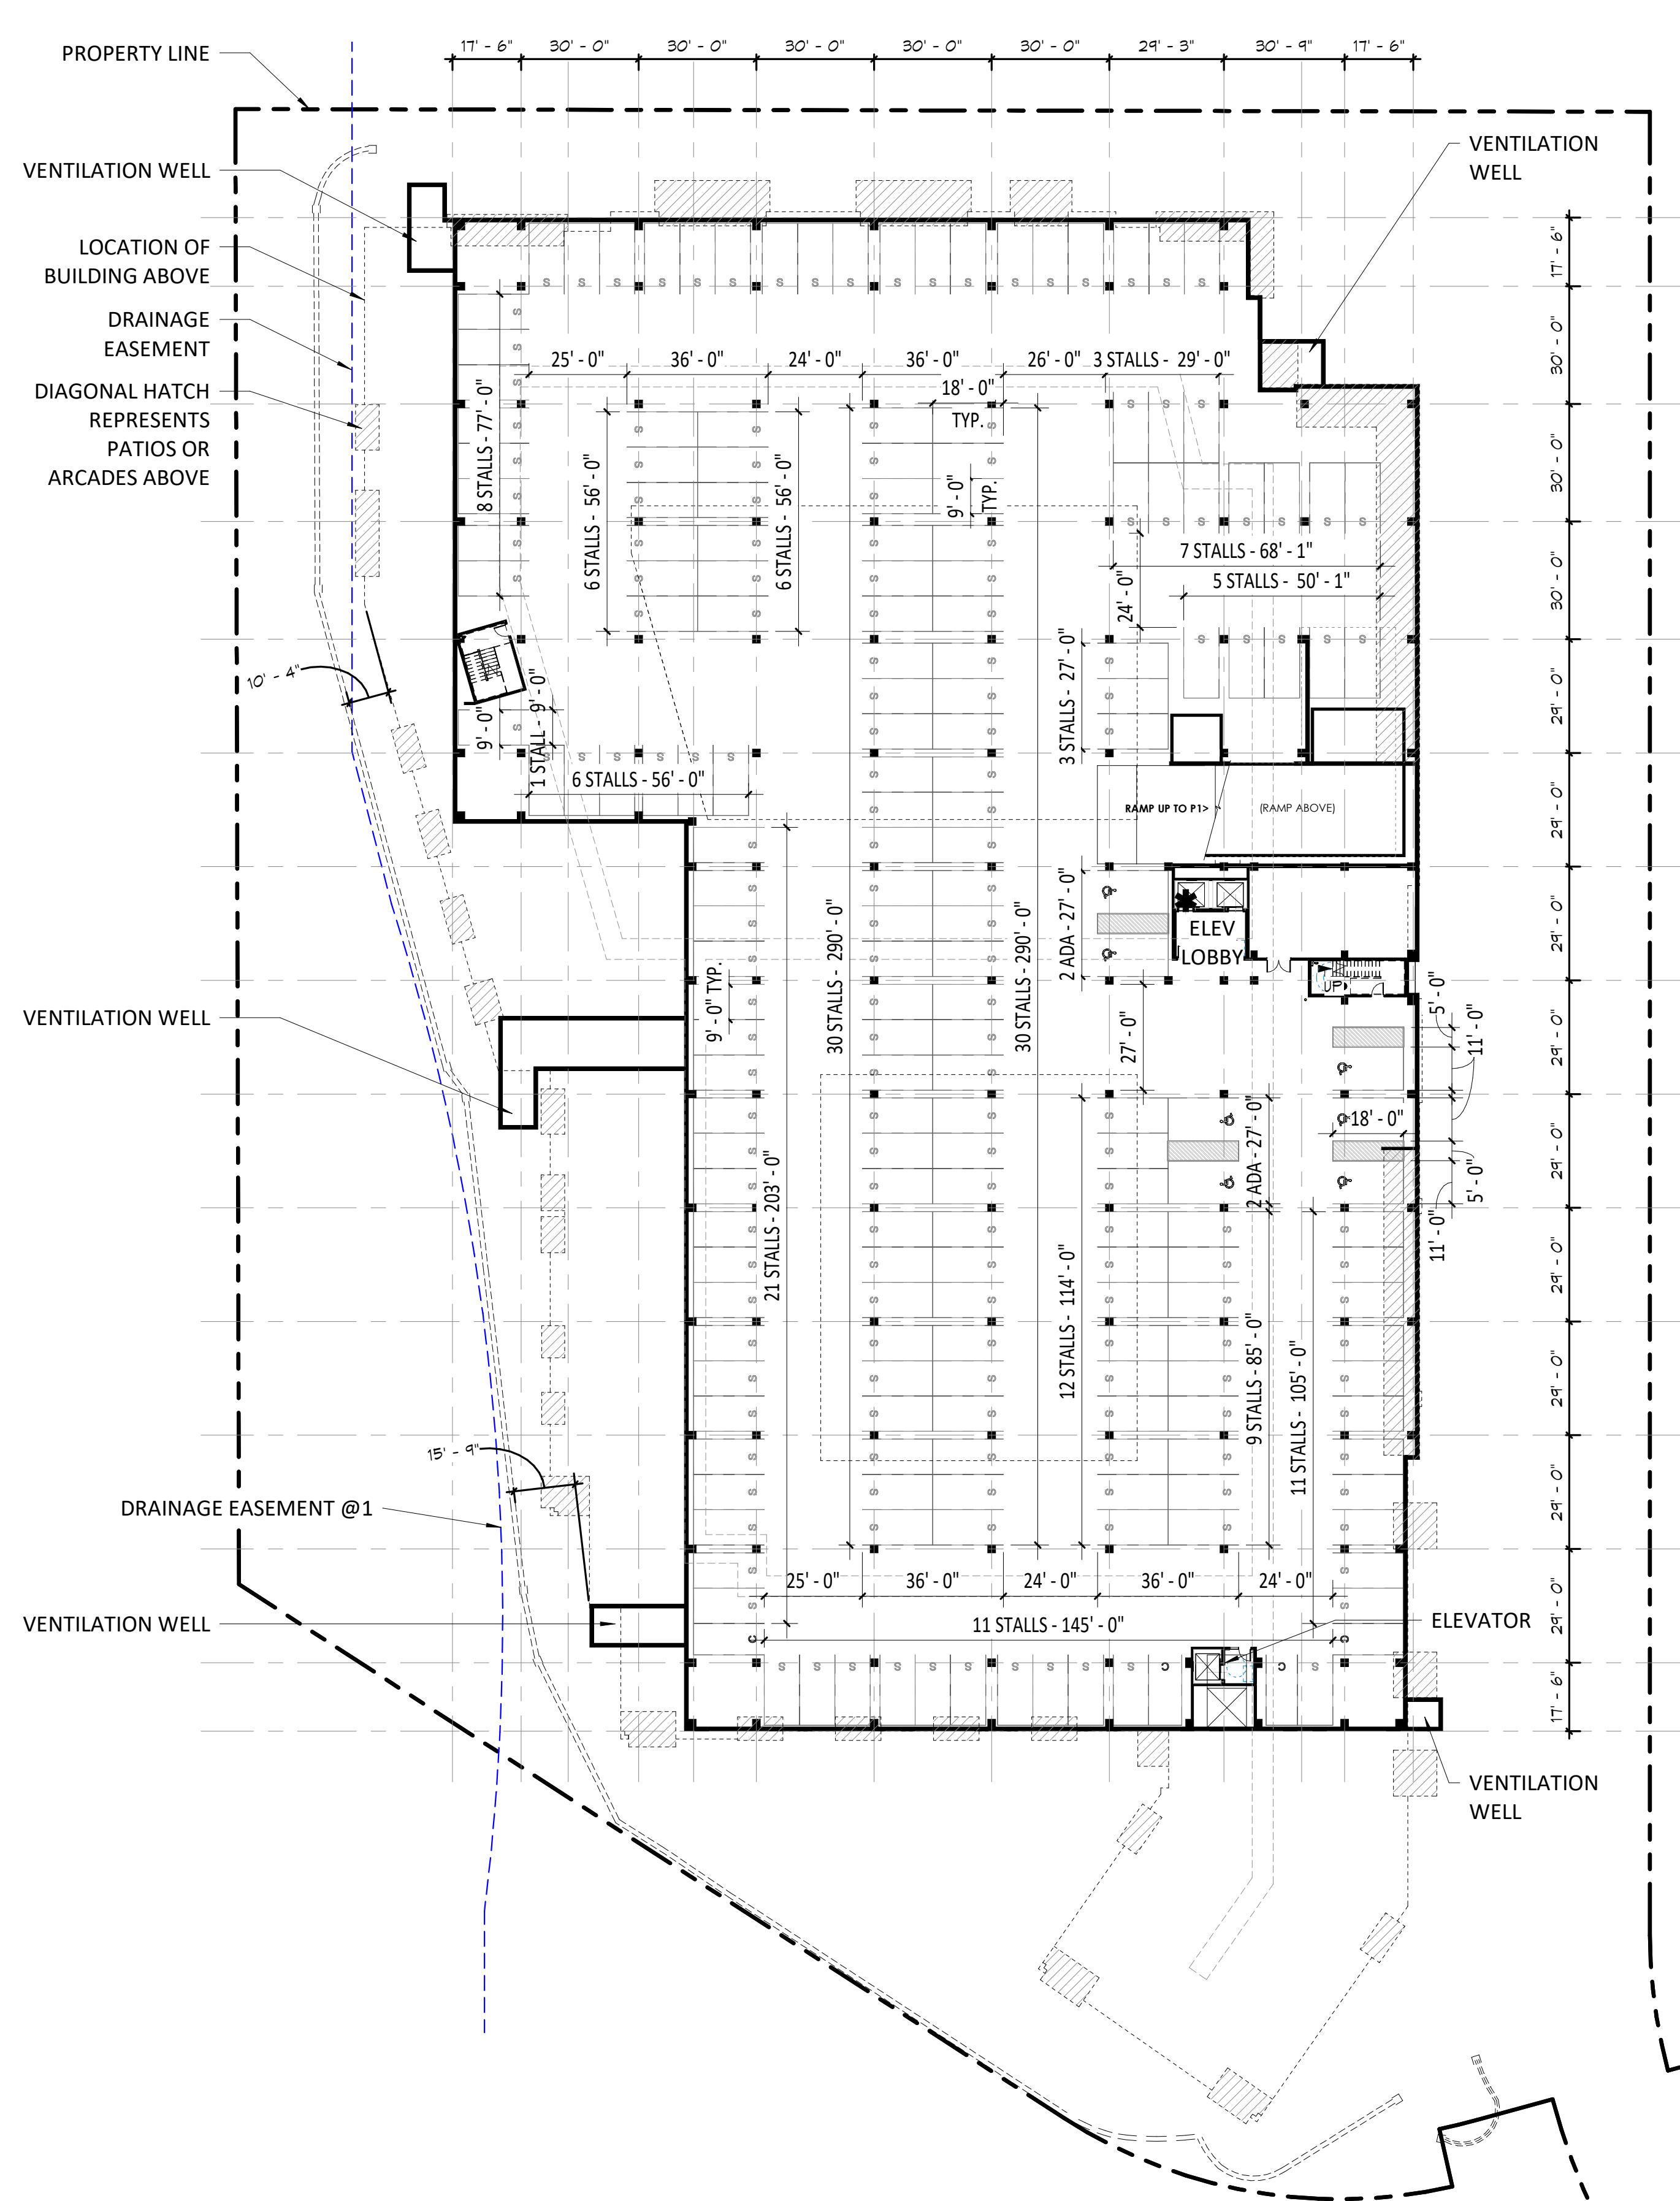 17' - 6"
30' - 0"
30' - 0"
30' - 0"
30' - 0"
30' - 0"
29' - 3"
30' - 9"
17' - 6"
PROPERTY LINE
VENTILATION
WELL
VENTILATION WELL
LOCATION OF
BUILDING ABOVE
DRAINAGE
EASEMENT
DIAGONAL HATCH
REPRESENTS
PATIOS OR
ARCADES ABOVE
17' - 6"
30' - 0"
30' - 0"
30' - 0"
29' - 0"
29' - 0"
29' - 0"
29' - 0"
29' - 0"
29' - 0"
29' - 0"
29' - 0"
29' - 0"
17' - 6"
25' - 0"
36' - 0"
24' - 0"
36' - 0"
26' - 0"
3 STALLS - 29' - 0"
18' - 0"
TYP.
8 STALLS - 77' - 0"
6 STALLS - 56' - 0"
6 STALLS - 56' - 0"
9' - 0"
TYP.
7 STALLS - 68' - 1"
5 STALLS - 50' - 1"
24' - 0"
3 STALLS - 27' - 0"
10' - 4"
9' - 0"
1 STALL - 9' - 0"
6 STALLS - 56' - 0"
RAMP UP TO P1>
(RAMP ABOVE)
2 ADA - 27' - 0"
ELEV
LOBBY
UP
30 STALLS - 290' - 0"
30 STALLS - 290' - 0"
9' - 0" TYP.
27' - 0"
5' - 0"
11' - 0"
VENTILATION WELL
18' - 0"
2 ADA - 27' - 0"
5' - 0"
11' - 0"
21 STALLS - 203' - 0"
12 STALLS - 114' - 0"
9 STALLS - 85' - 0"
11 STALLS - 105' - 0"
15' - 9"
DRAINAGE EASEMENT @1
25' - 0"
36' - 0"
24' - 0"
36' - 0"
24' - 0"
11 STALLS - 145' - 0"
VENTILATION WELL
ELEVATOR
C
C
C
C
VENTILATION
WELL